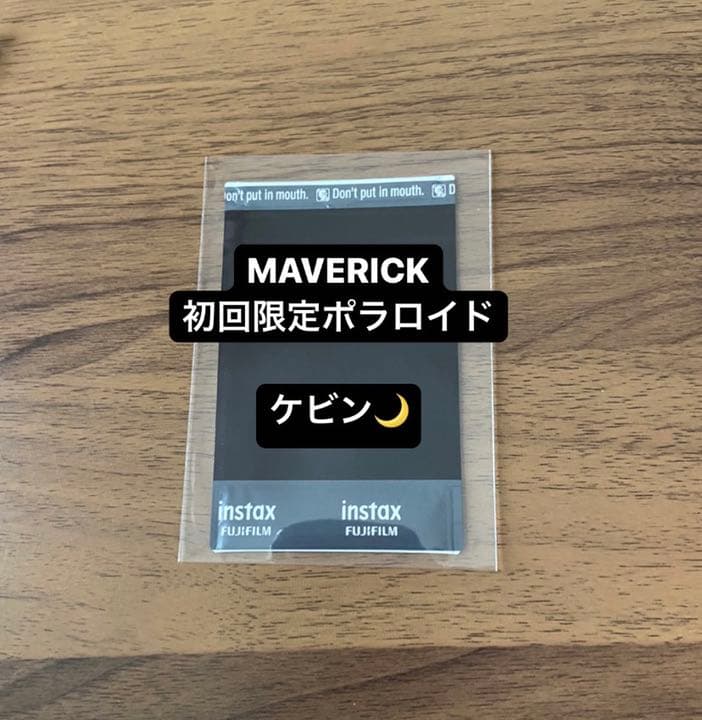 on't put in mouth. Don't put in mouth. D
MAVERICK
初回限定ポラロイド
ケビン🌙
instax instax
FUJIFILM FUJIFILM